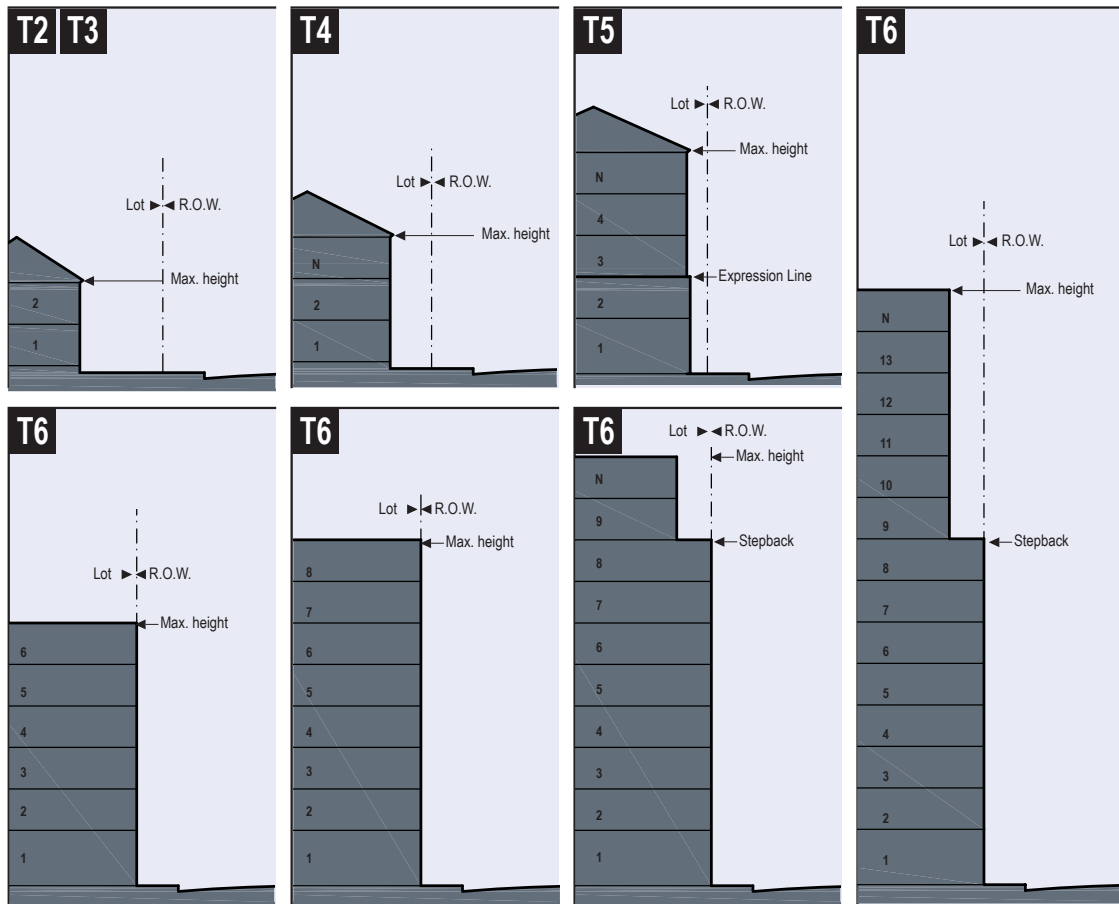 T2 T3
Lot R.O.W.
Max. height
2
1
T4
Lot R.O.W.
Max. height
N
2
1
T5
Lot R.O.W.
Max. height
N
4
3
Expression Line
2
1
T6
Lot R.O.W.
Max. height
N
13
12
11
10
9
Stepback
8
7
6
5
4
3
2
1
T6
Lot R.O.W.
Max. height
6
5
4
3
2
1
T6
Lot R.O.W.
Max. height
8
7
6
5
4
3
2
1
T6
Lot R.O.W.
Max. height
N
9
Stepback
8
7
6
5
4
3
2
1